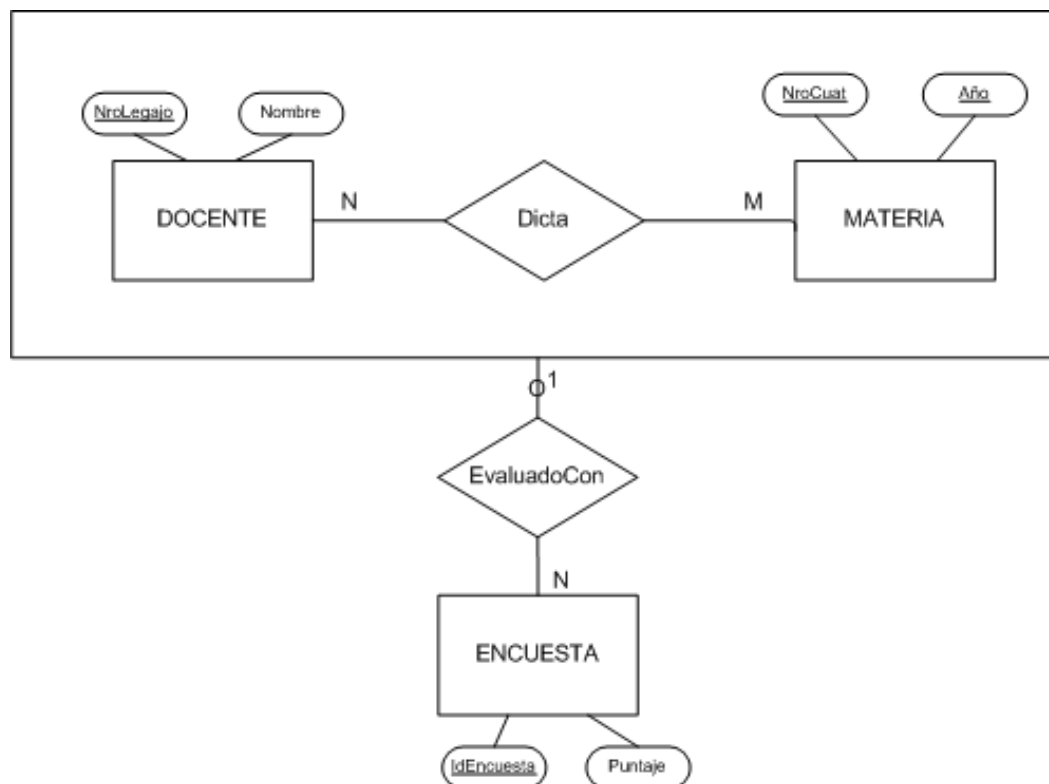 NroLegajo
Nombre
NroCuat
Año
DOCENTE
N
Dicta
M
MATERIA
1
EvaluadoCon
N
ENCUESTA
IdEncuesta
Puntaje